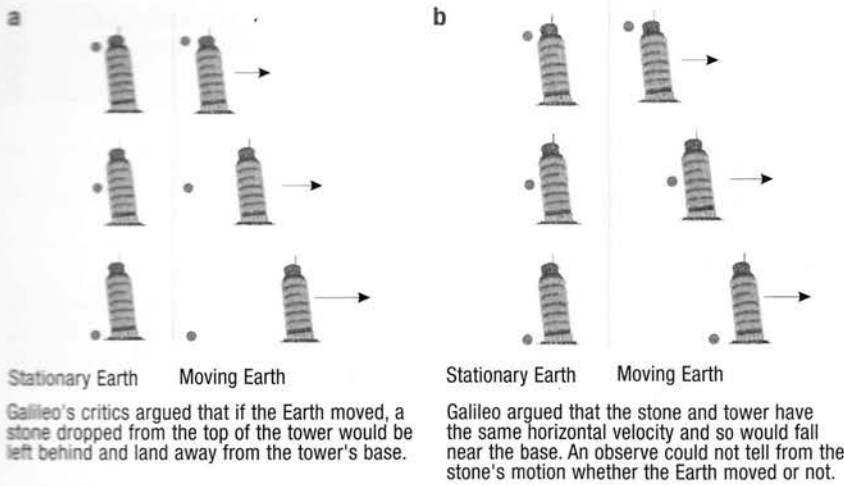 a
Stationary Earth
Moving Earth
Galileo's critics argued that if the Earth moved, a
stone dropped from the top of the tower would be
left behind and land away from the tower's base.
b
Stationary Earth
Moving Earth
Galileo argued that the stone and tower have
the same horizontal velocity and so would fall
near the base. An observe could not tell from the
stone's motion whether the Earth moved or not.